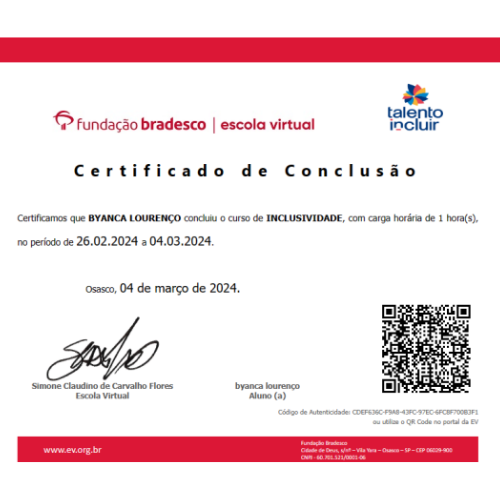 fundação bradesco | escola virtual
talento
incluir
Certificado de Conclusão
Certificamos que BYANCA LOURENÇO concluiu o curso de INCLUSIVIDADE, com carga horária de 1 hora(s),
no período de 26.02.2024 a 04.03.2024.
Osasco, 04 de março de 2024.
Simone Claudino de Carvalho Flores
Escola Virtual
byanca lourenço
Aluno (a)
Código de Autenticidade: CDEF636C-F9A8-43FC-97EC-6FCBF700B3F1
ou utilize o QR Code no portal da EV
www.ev.org.br
Fundação Bradesco
Cidade de Deus, s/nº – Vila Yara – Osasco – SP – CEP 06029-900
CNPJ - 60.701.521/0001-06